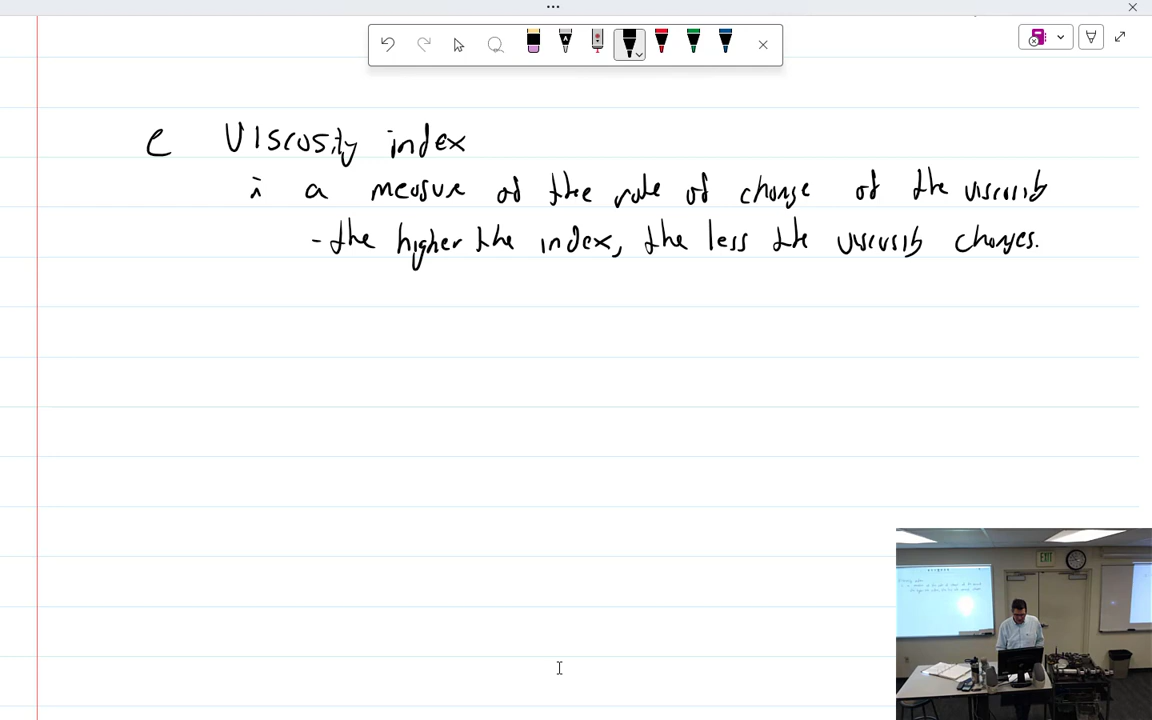 e Viscosity index
i a measure of the rate of change of the viscosity
- the higher the index, the less the viscosity changes.
EXIT